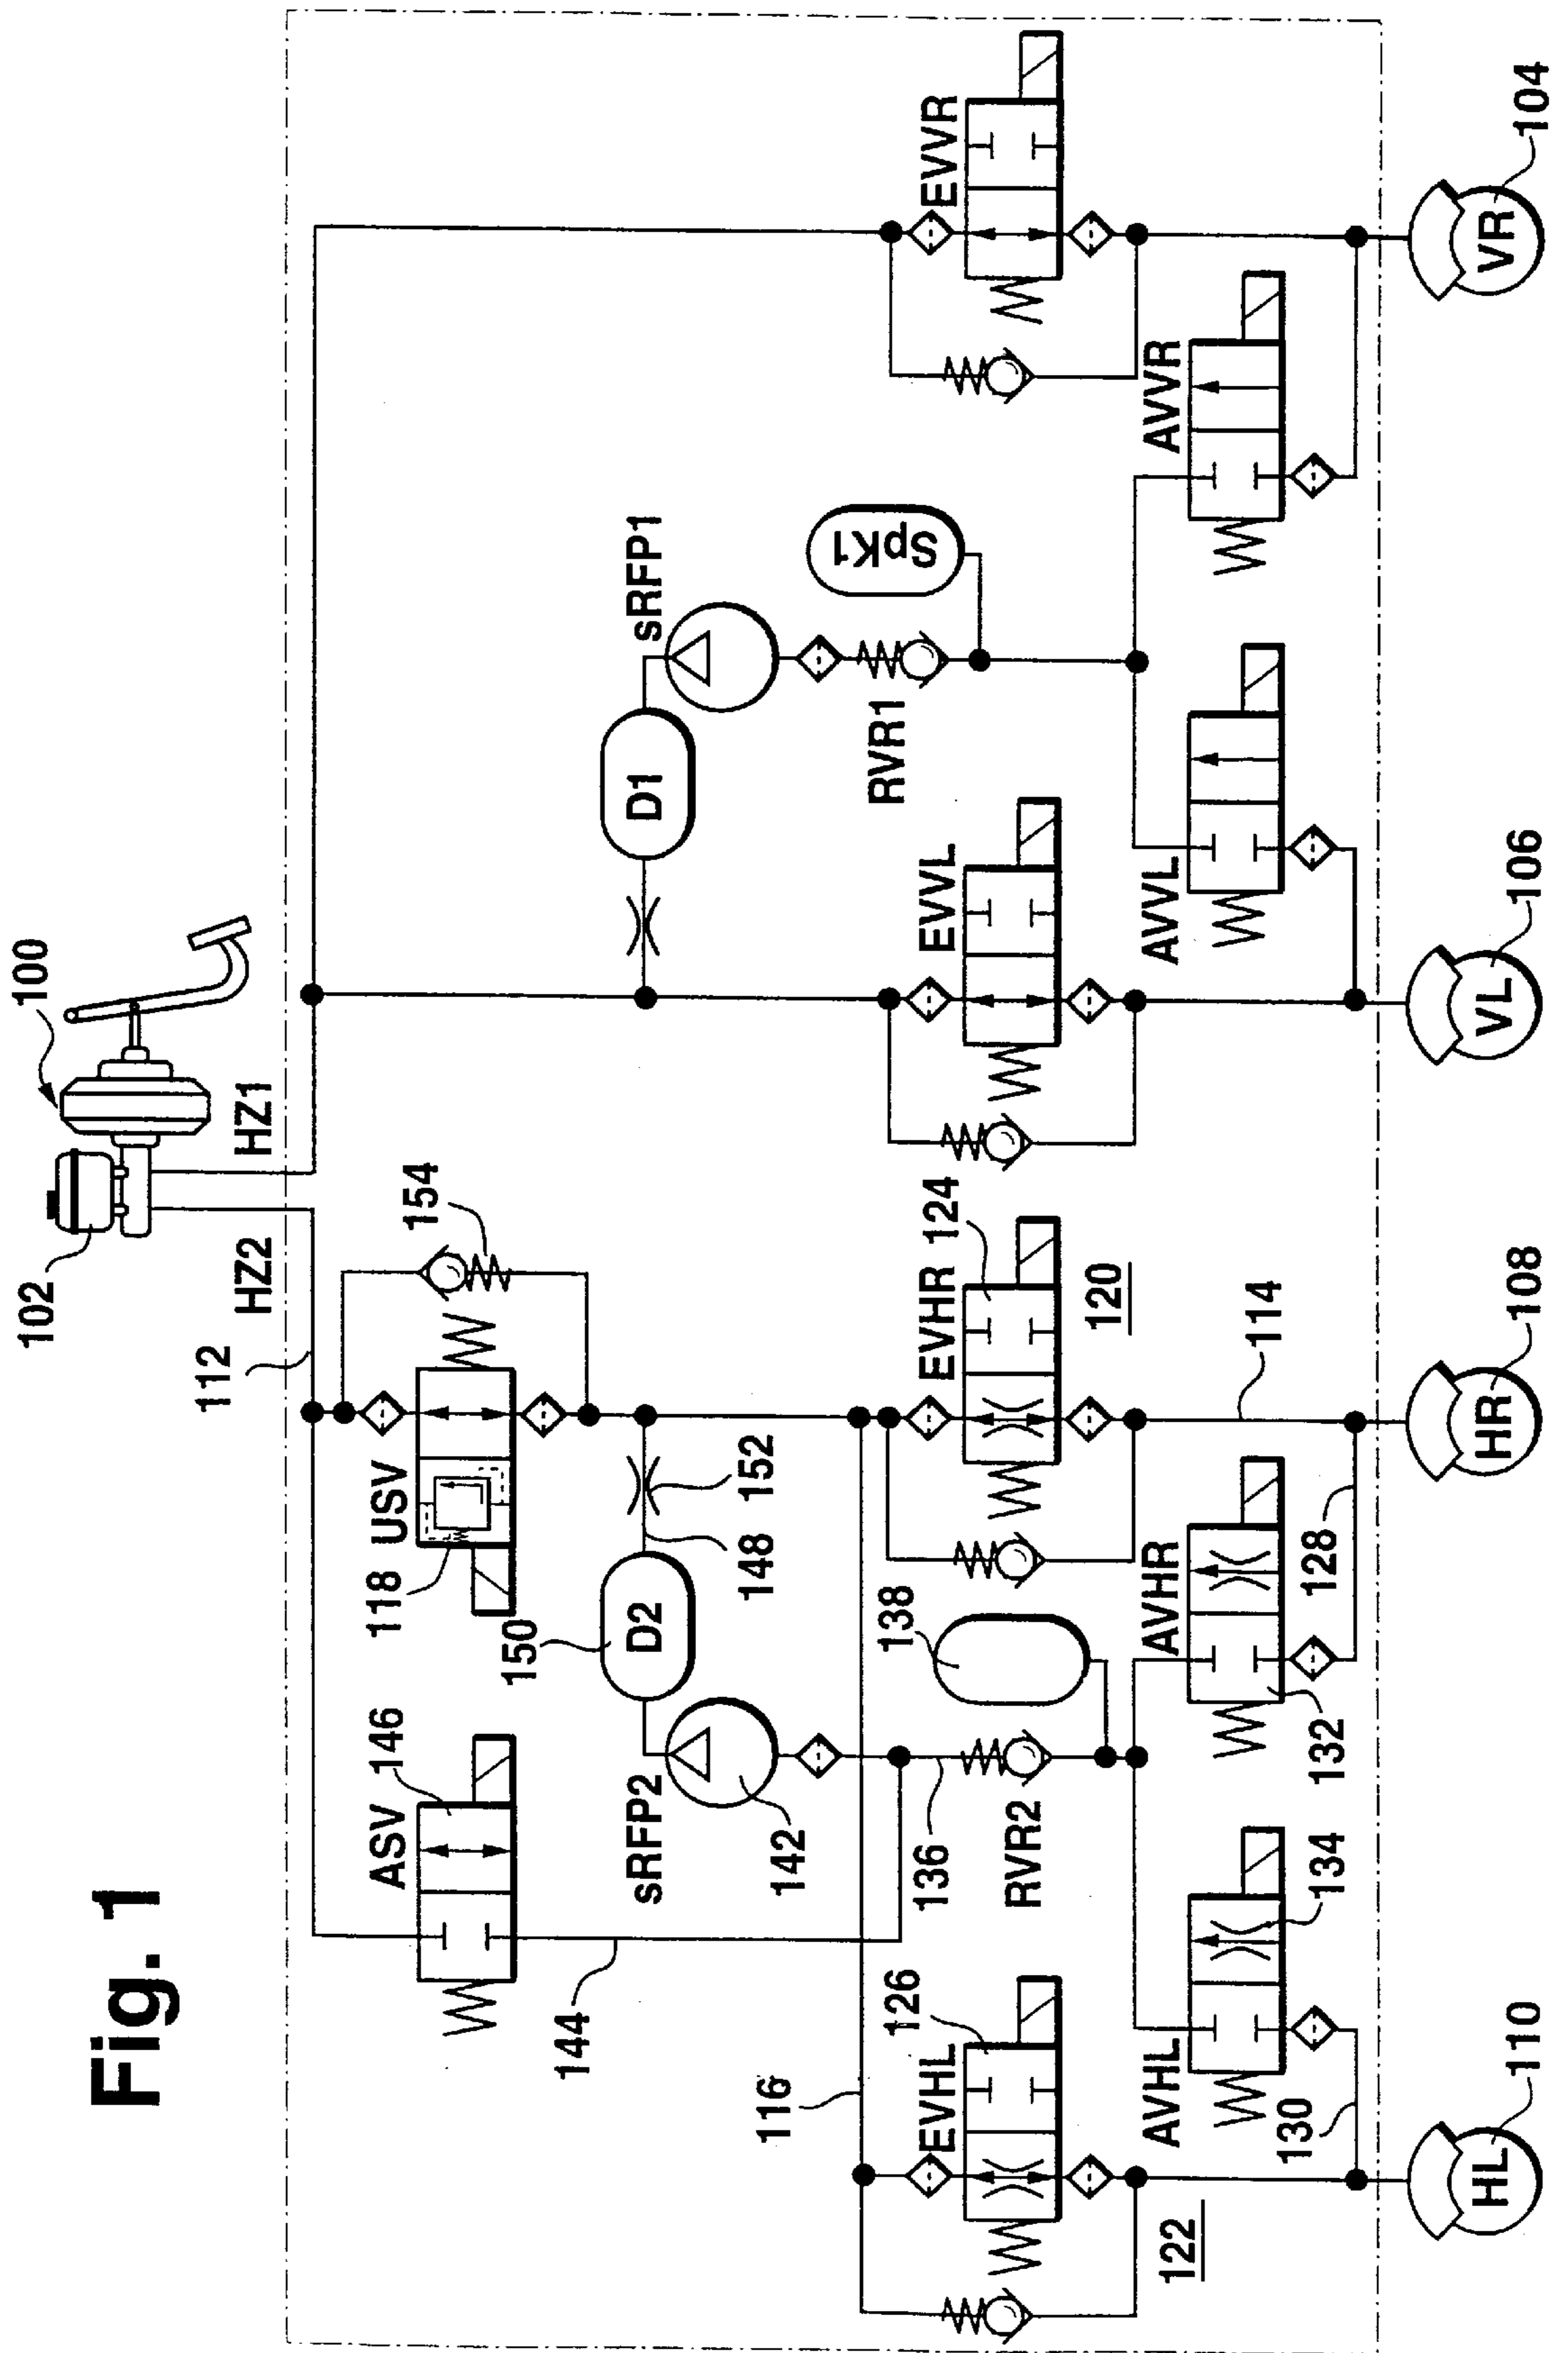 Fig. 1
100
102
HZ2
HZ1
112
154
USV
118
ASV
146
150
D2
148
152
sRFP2
142
144
136
RVR2
138
116
EVHL
126
EVHR
124
120
122
AVHL
134
130
AVHR
132
128
114
HL
110
HR
108
D1
sRFP1
RVR1
SpK1
EVVL
EVVR
AVVL
AVVR
VL
106
VR
104